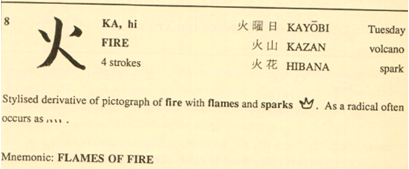 8 火 KA, hi 火曜日 KAYŌBI Tuesday
FIRE 火山 KAZAN volcano
4 strokes 火花 HIBANA spark
Stylised derivative of pictograph of fire with flames and sparks . As a radical often
occurs as 灬 .
Mnemonic: FLAMES OF FIRE